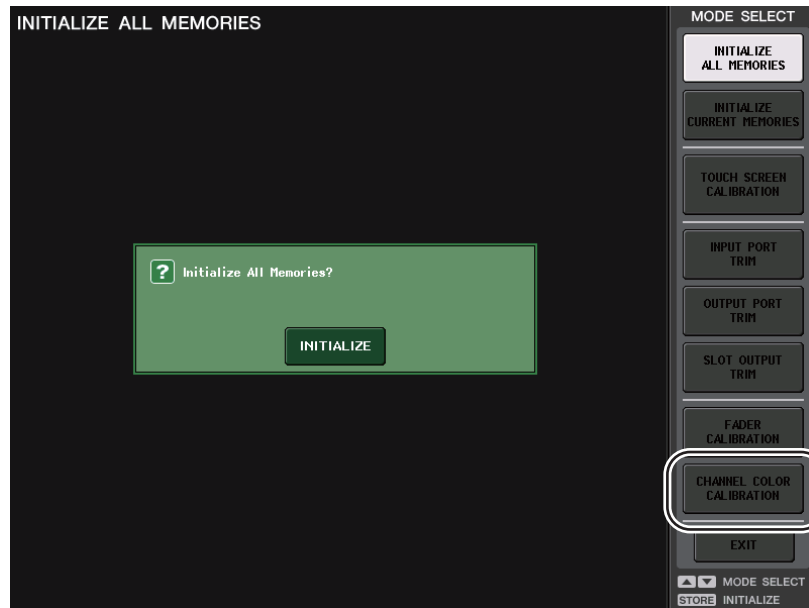 INITIALIZE ALL MEMORIES
? Initialize All Memories?
INITIALIZE
MODE SELECT
INITIALIZE
ALL MEMORIES
INITIALIZE
CURRENT MEMORIES
TOUCH SCREEN
CALIBRATION
INPUT PORT
TRIM
OUTPUT PORT
TRIM
SLOT OUTPUT
TRIM
FADER
CALIBRATION
CHANNEL COLOR
CALIBRATION
EXIT
MODE SELECT
STORE INITIALIZE